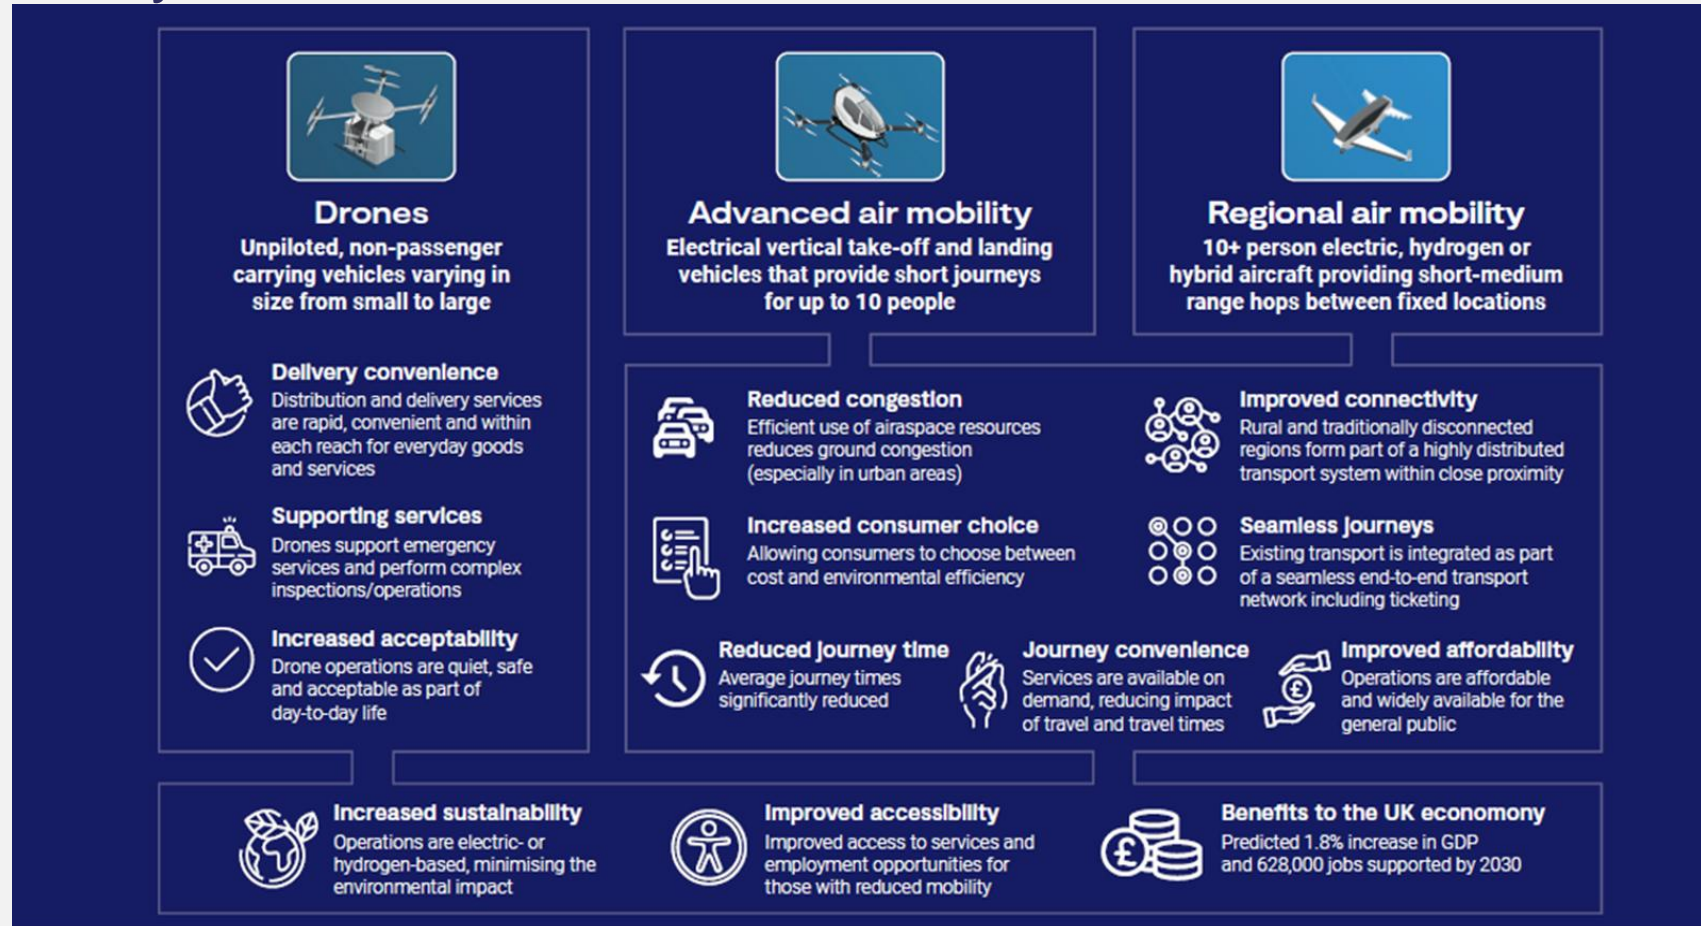 Drones
Unpiloted, non-passenger
carrying vehicles varying in
size from small to large
Delivery convenience
Distribution and delivery services
are rapid, convenient and within
each reach for everyday goods
and services
Supporting services
Drones support emergency
services and perform complex
inspections/operations
Increased acceptability
Drone operations are quiet, safe
and acceptable as part of
day-to-day life
Advanced air mobility
Electrical vertical take-off and landing
vehicles that provide short journeys
for up to 10 people
Regional air mobility
10+ person electric, hydrogen or
hybrid aircraft providing short-medium
range hops between fixed locations
Reduced congestion
Efficient use of airaspace resources
reduces ground congestion
(especially in urban areas)
Improved connectivity
Rural and traditionally disconnected
regions form part of a highly distributed
transport system within close proximity
Increased consumer choice
Allowing consumers to choose between
cost and environmental efficiency
Seamless journeys
Existing transport is integrated as part
of a seamless end-to-end transport
network including ticketing
Reduced journey time
Average journey times
significantly reduced
Journey convenience
Services are available on
demand, reducing impact
of travel and travel times
Improved affordability
Operations are affordable
and widely available for the
general public
Increased sustainability
Operations are electric- or
hydrogen-based, minimising the
environmental impact
Improved accessibility
Improved access to services and
employment opportunities for
those with reduced mobility
Benefits to the UK econonomy
Predicted 1.8% increase in GDP
and 628,000 jobs supported by 2030